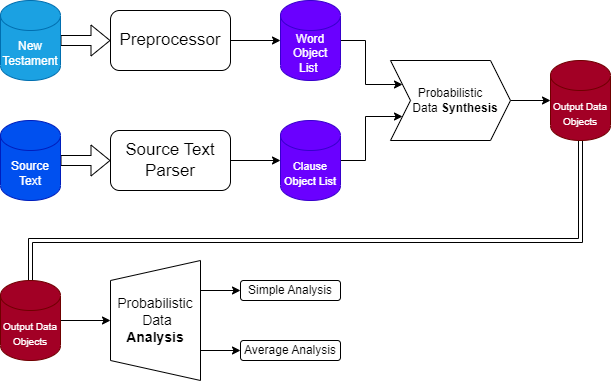 New
Testament
Preprocessor
Word
Object
List
Probabilistic
Data Synthesis
Output Data
Objects
Source
Text
Source Text
Parser
Clause
Object List
Output Data
Objects
Probabilistic
Data
Analysis
Simple Analysis
Average Analysis